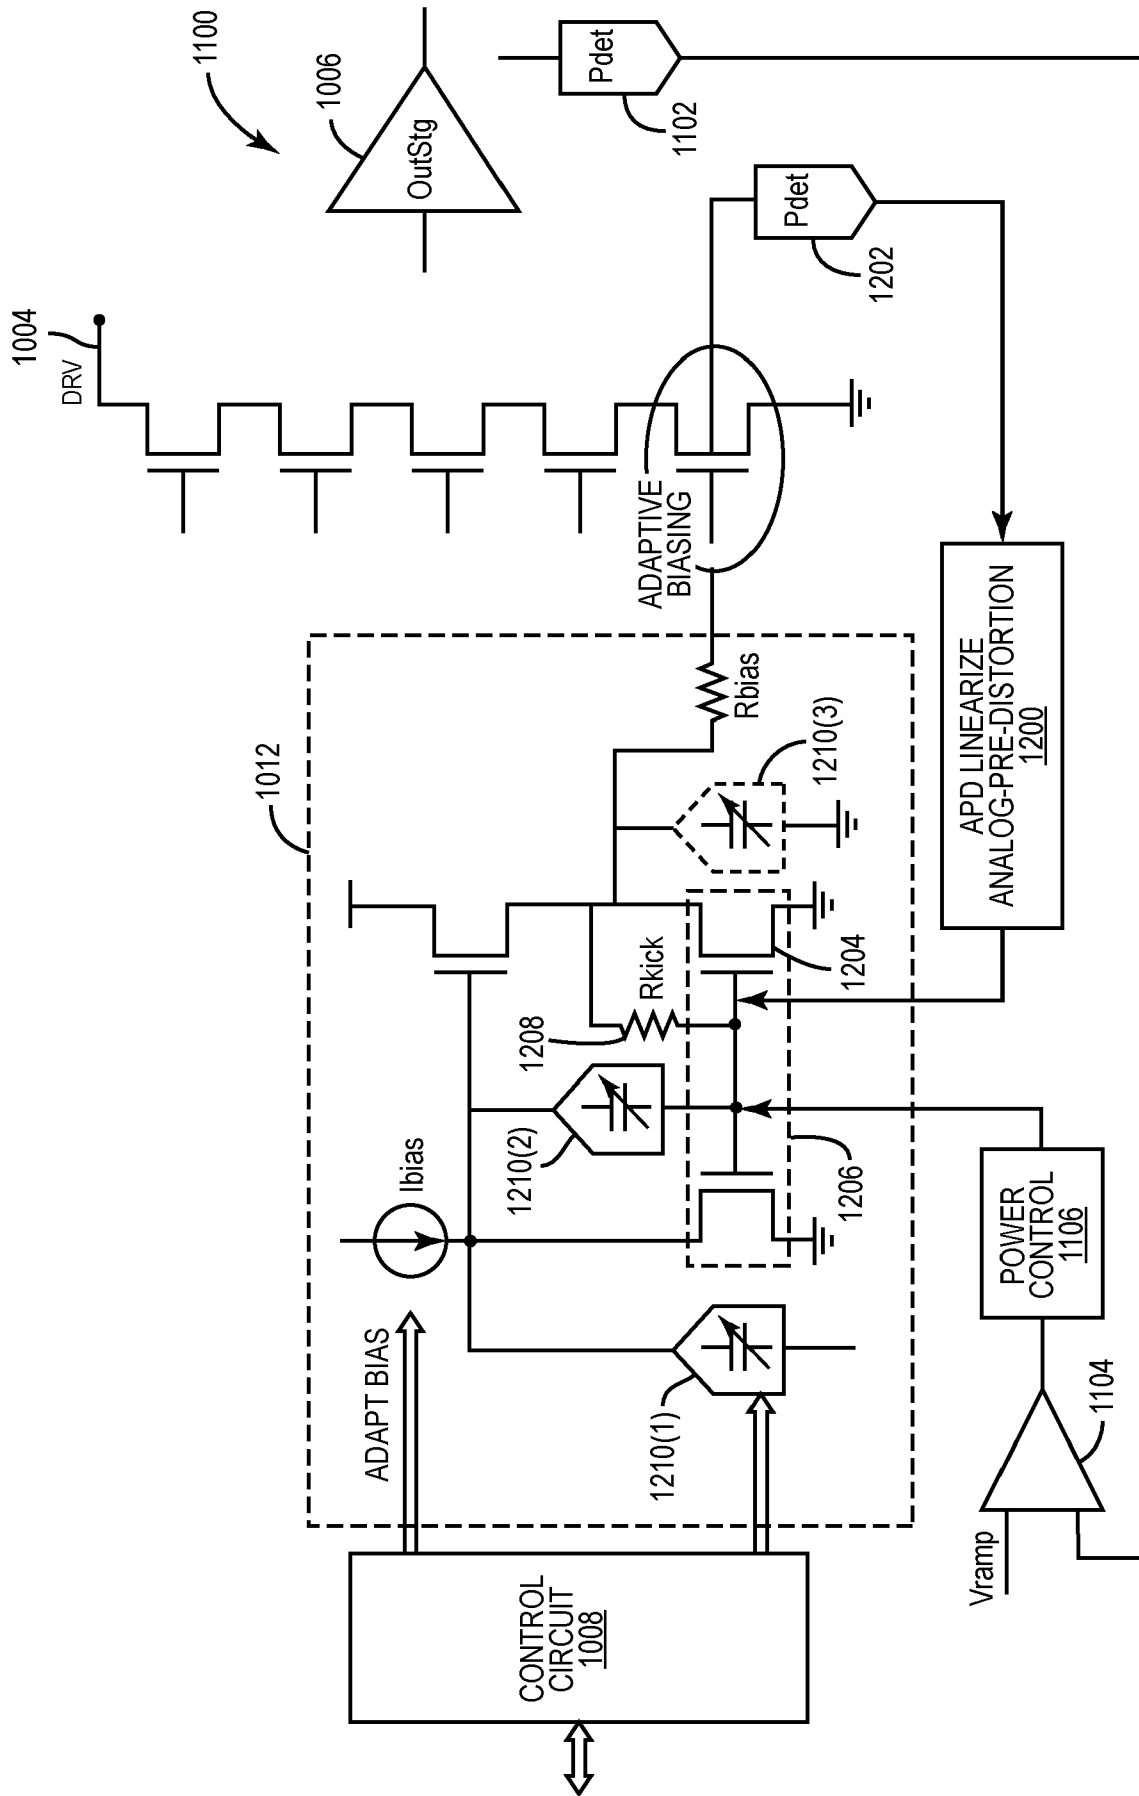 1100
1006
OutStg
Pdet
1102
1004
DRV
Pdet
1202
ADAPTIVE
BIASING
1012
Rbias
1210(3)
APD LINEARIZE
ANALOG-PRE-DISTORTION
1200
Rkick
1208
1204
1210(2)
Ibias
1206
POWER
CONTROL
1106
ADAPT BIAS
1210(1)
1104
Vramp
CONTROL
CIRCUIT
1008